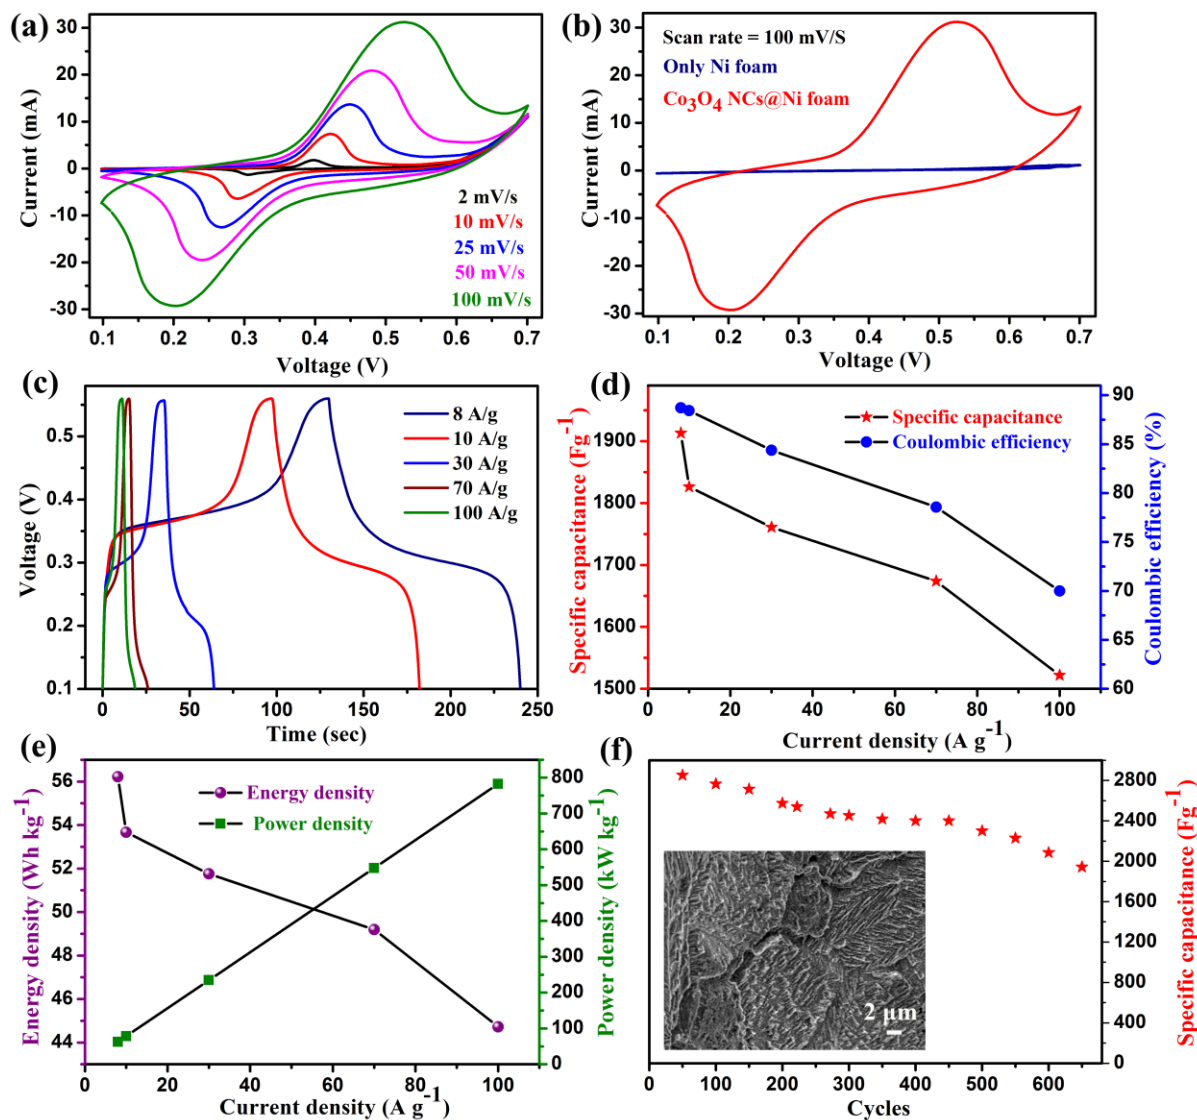 (a)
30
20
10
0
-10
-20
-30
Current (mA)
2 mV/s
10 mV/s
25 mV/s
50 mV/s
100 mV/s
0.1 0.2 0.3 0.4 0.5 0.6 0.7
Voltage (V)
(b)
30
20
10
0
-10
-20
-30
Current (mA)
Scan rate = 100 mV/S
Only Ni foam
Co3O4 NCs@Ni foam
0.1 0.2 0.3 0.4 0.5 0.6 0.7
Voltage (V)
(c)
0.5
0.4
0.3
0.2
0.1
Voltage (V)
8 A/g
10 A/g
30 A/g
70 A/g
100 A/g
0 50 100 150 200 250
Time (sec)
(d)
1900
1800
1700
1600
1500
Specific capacitance (Fg-1)
Specific capacitance
Coulombic efficiency
90
85
80
75
70
65
60
Coulombic efficiency (%)
0 20 40 60 80 100
Current density (A g-1)
(e)
56
54
52
50
48
46
44
Energy density (Wh kg-1)
Energy density
Power density
800
700
600
500
400
300
200
100
0
Power density (kW kg-1)
0 20 40 60 80 100
Current density (A g-1)
(f)
2800
2400
2000
1600
1200
800
400
0
Specific capacitance (Fg-1)
2 µm
0 100 200 300 400 500 600
Cycles